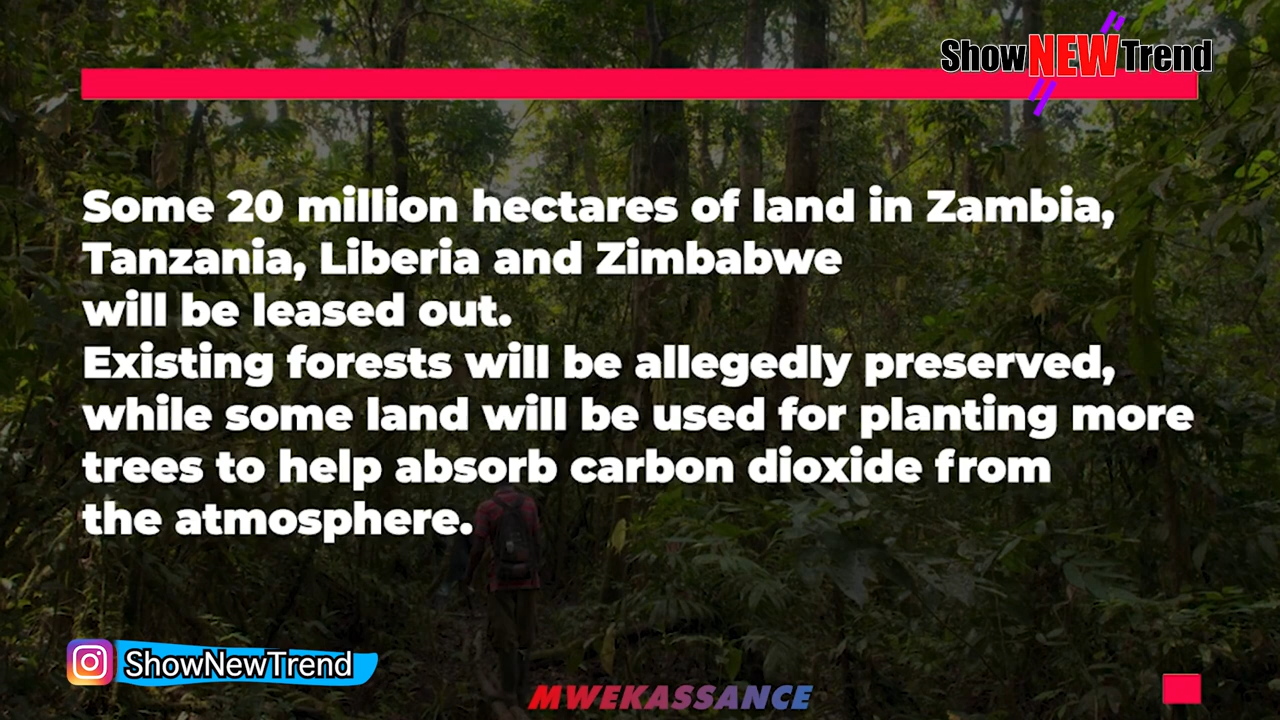 ShowNEWTrend
Some 20 million hectares of land in Zambia,
Tanzania, Liberia and Zimbabwe
will be leased out.
Existing forests will be allegedly preserved,
while some land will be used for planting more
trees to help absorb carbon dioxide from
the atmosphere.
ShowNewTrend
MWEKASSANCE